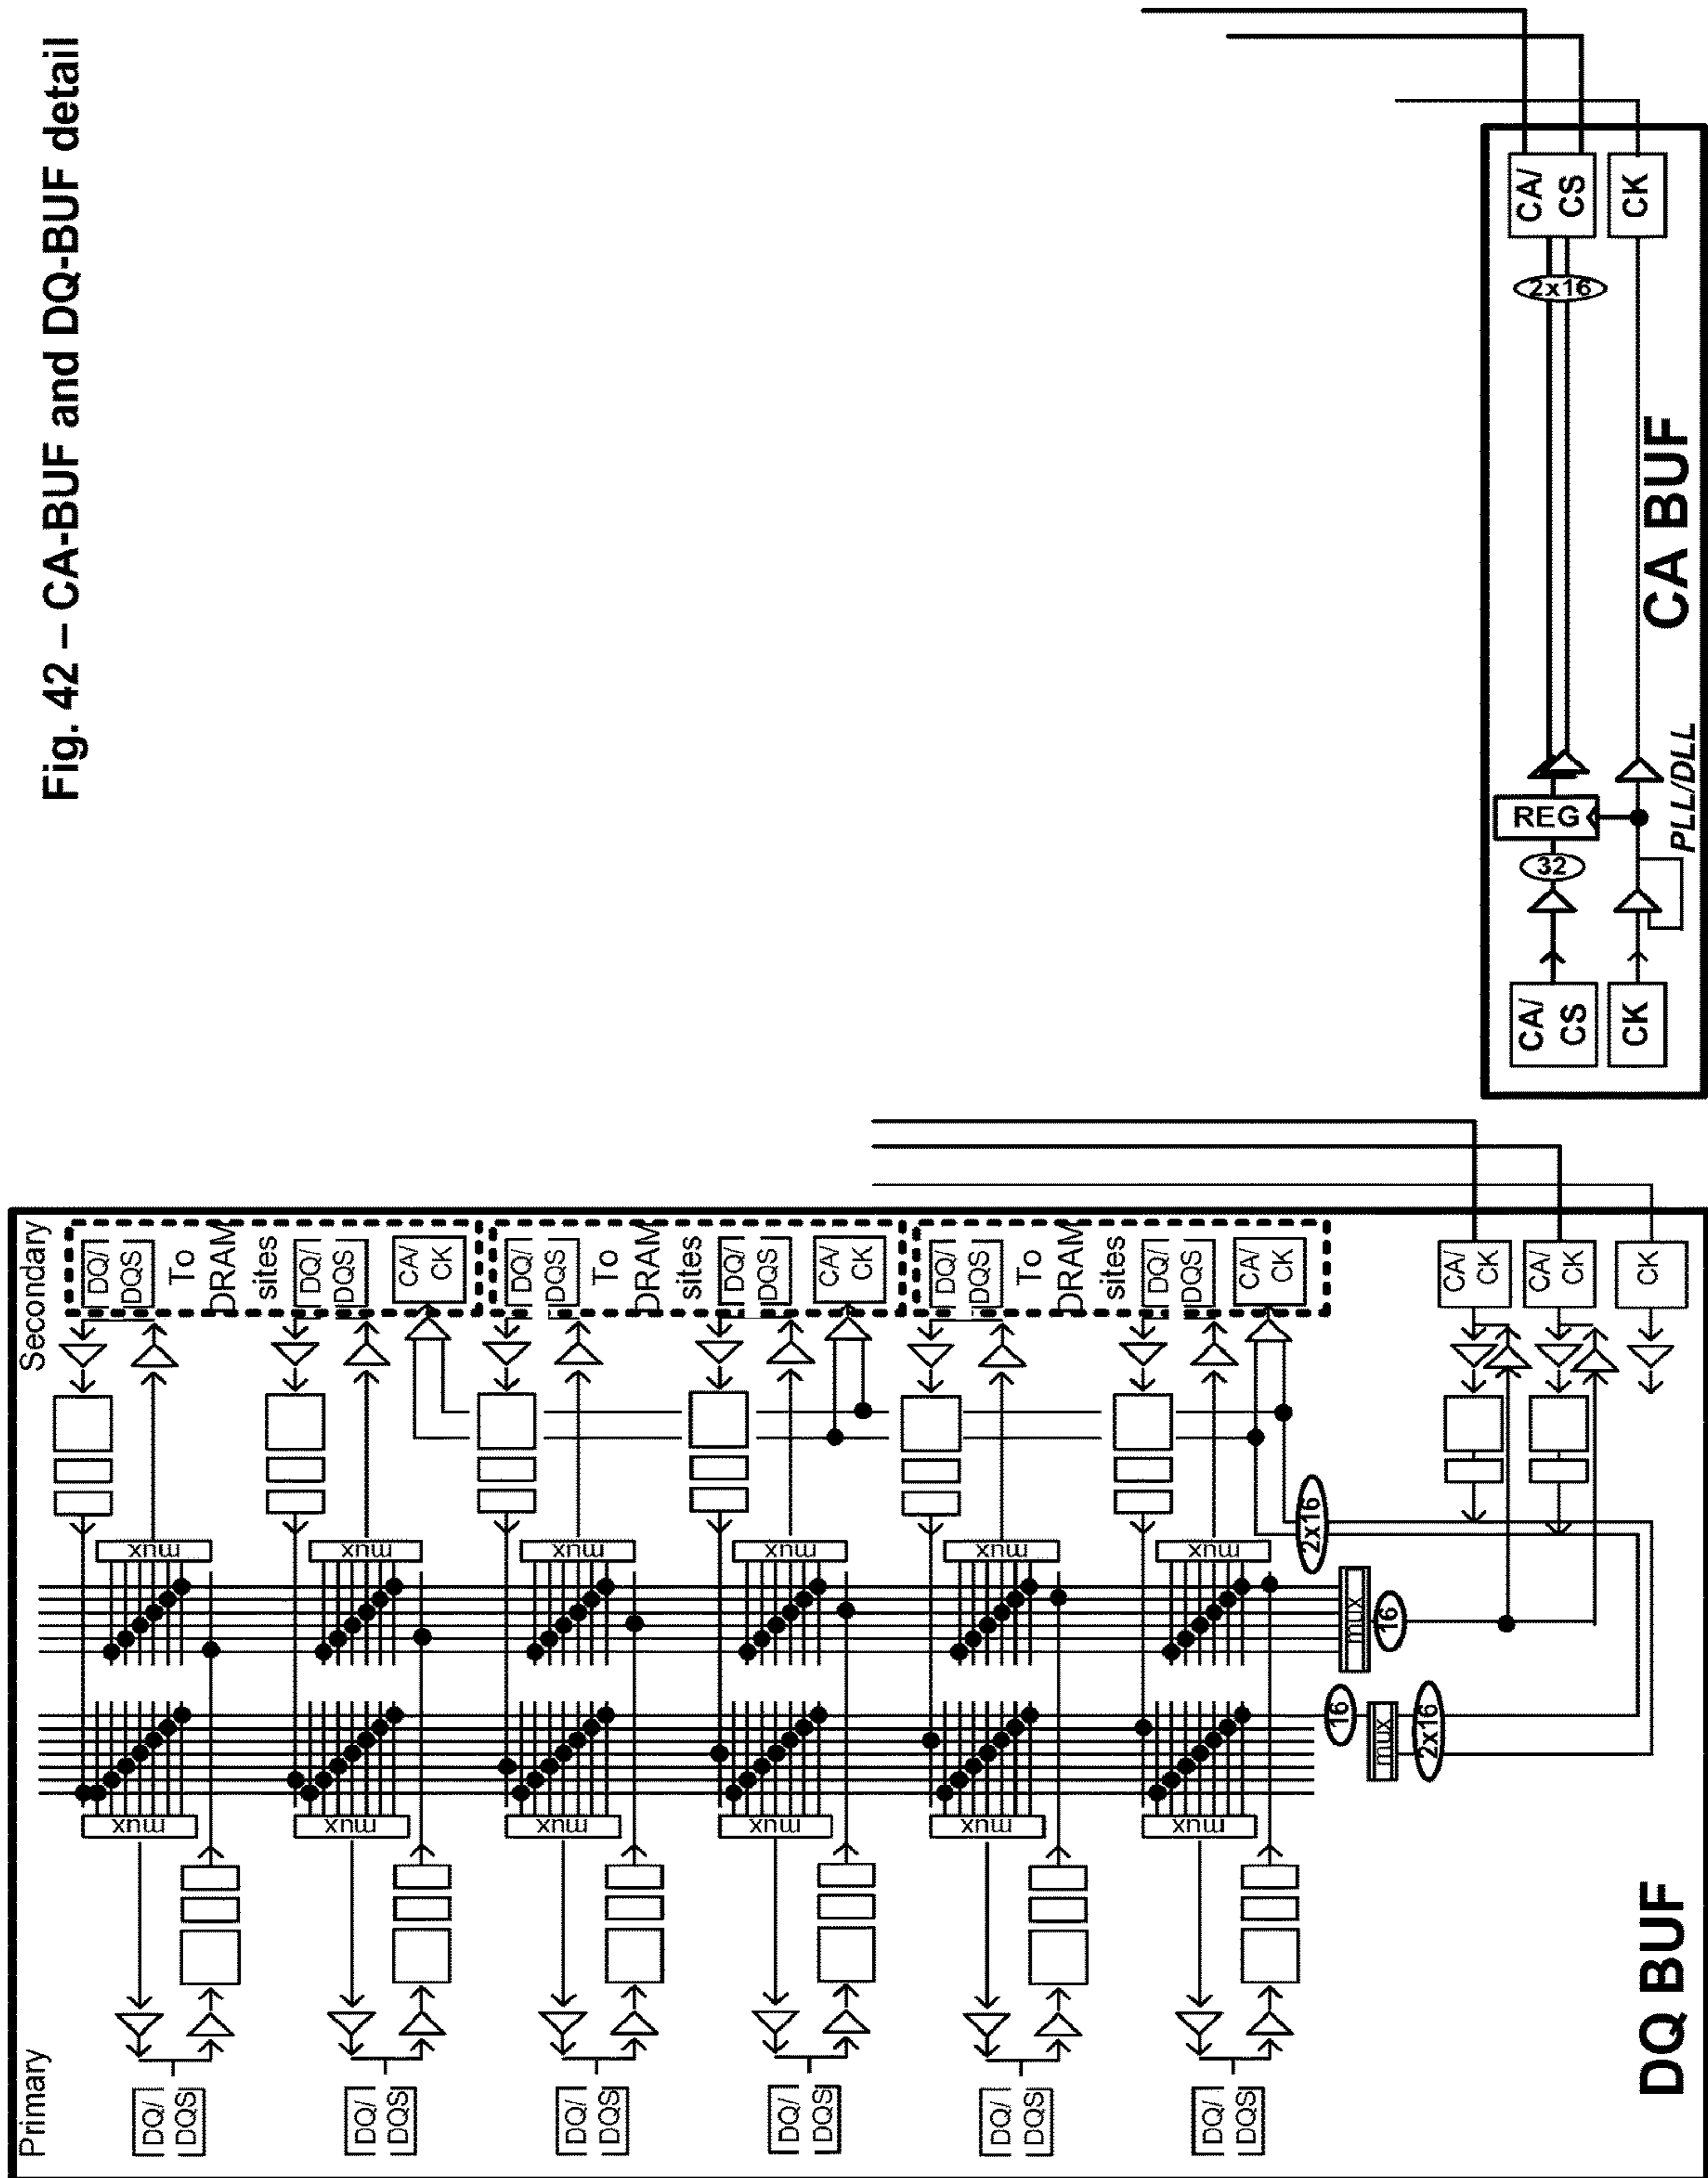 Fig. 42 – CA-BUF and DQ-BUF detail
Primary
Secondary
DQ/
DQS
mux
mux
DQ/
DQS
To
DRAM
sites
DQ/
DQS
mux
mux
DQ/
DQS
CA/
CK
DQ/
DQS
mux
mux
DQ/
DQS
To
DRAM
sites
DQ/
DQS
mux
mux
DQ/
DQS
CA/
CK
DQ/
DQS
mux
mux
DQ/
DQS
To
DRAM
sites
DQ/
DQS
mux
mux
DQ/
DQS
CA/
CK
2x16
16
mux
mux
16
2x16
CA/
CK
CA/
CK
CK
DQ BUF
CA/
CS
32
REG
2x16
CA/
CS
CK
CK
PLL/DLL
CA BUF